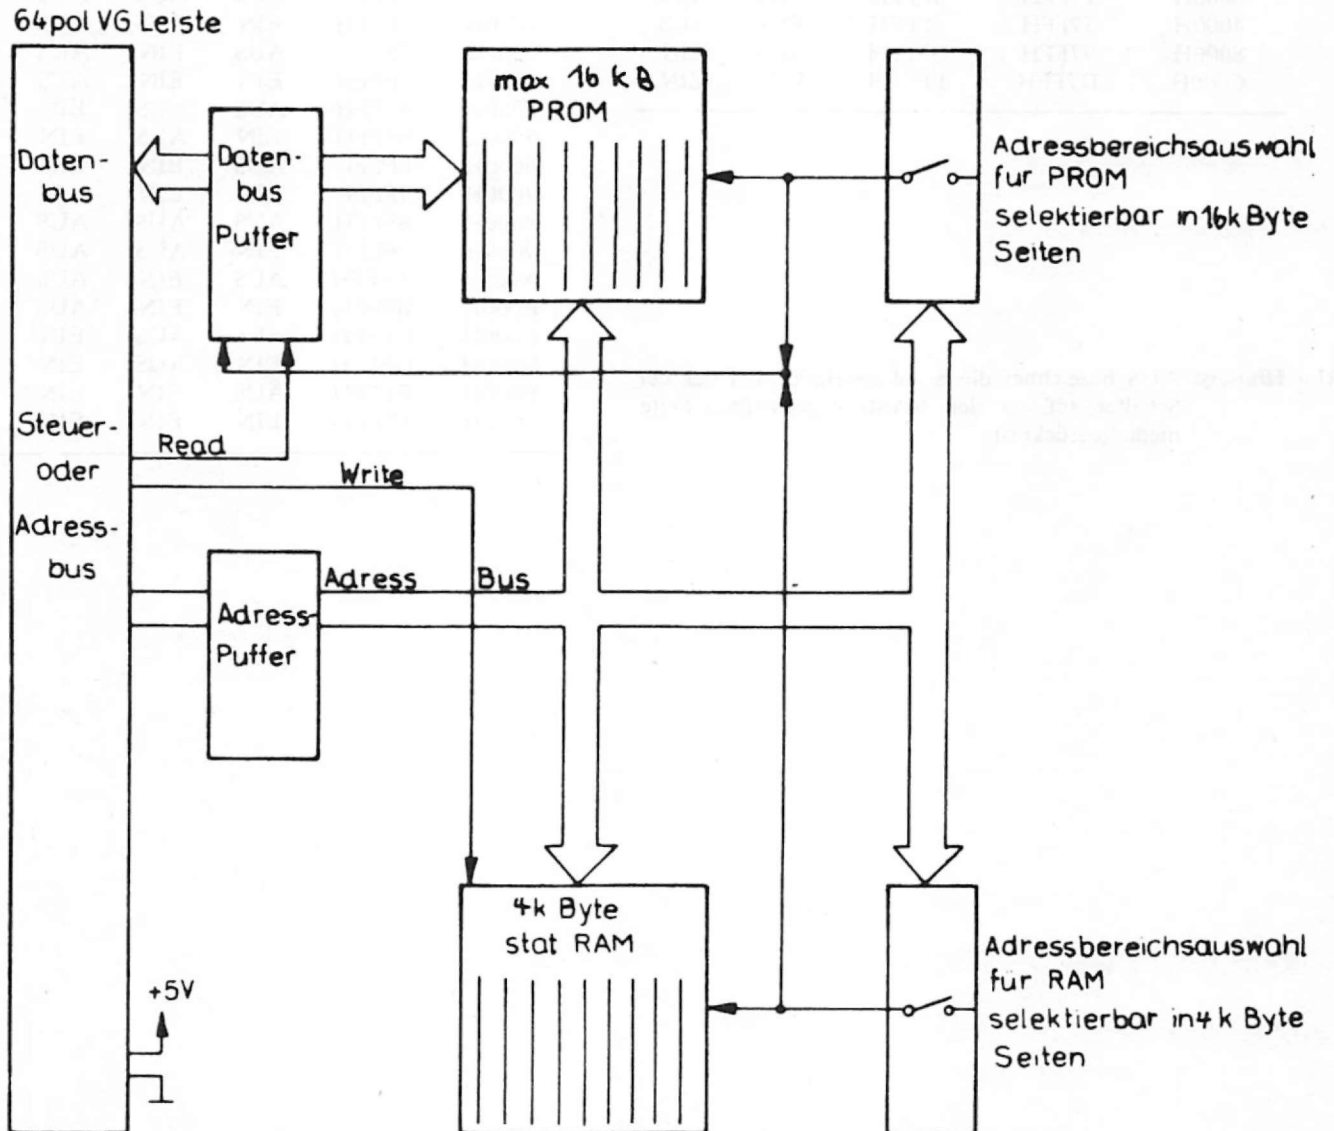 64pol VG Leiste
max 16 kB
PROM
Daten-
bus
Daten-
bus
Puffer
Adressbereichsauswahl
fur PROM
selektierbar in 16k Byte
Seiten
Steuer-
oder
Adress-
bus
Read
Write
Adress Bus
Adress-
Puffer
4k Byte
stat RAM
Adressbereichsauswahl
für RAM
selektierbar in 4k Byte
Seiten
+5V